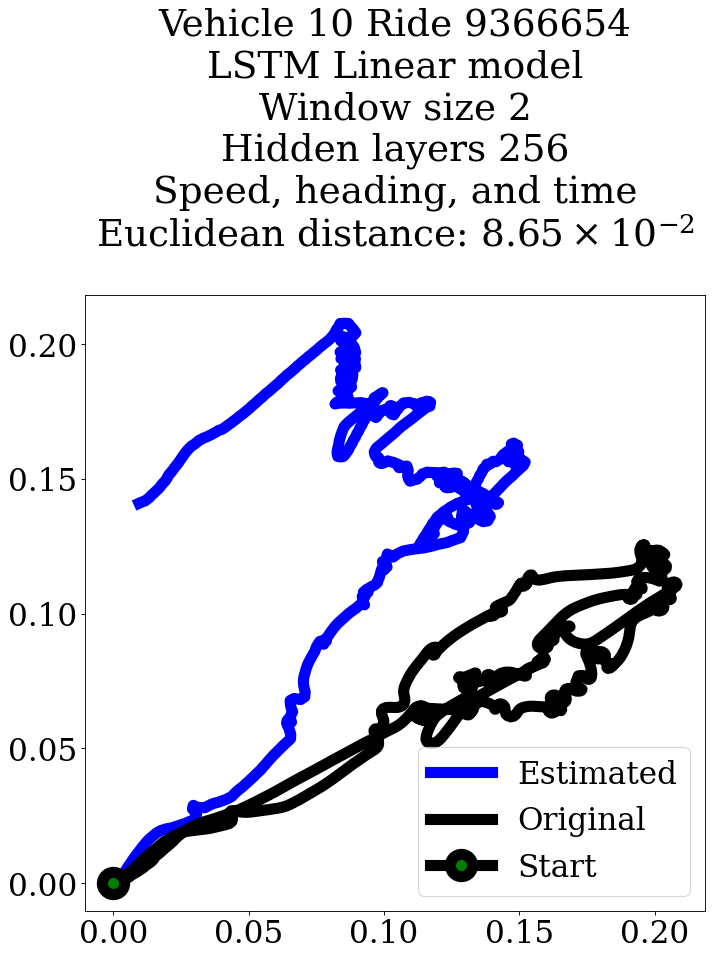 Vehicle 10 Ride 9366654
LSTM Linear model
Window size 2
Hidden layers 256
Speed, heading, and time
Euclidean distance: 8.65 × 10⁻²
0.20
0.15
0.10
0.05
0.00
Estimated
Original
Start
0.00 0.05 0.10 0.15 0.20